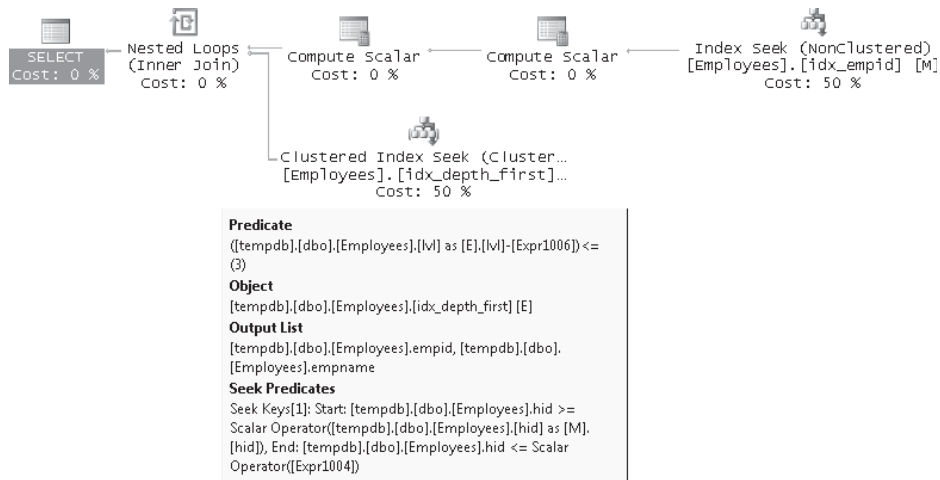 SELECT
Cost: 0 %
Nested Loops
(Inner Join)
Cost: 0 %
Compute Scalar
Cost: 0 %
Compute Scalar
Cost: 0 %
Index Seek (NonClustered)
[Employees].[idx_empid] [M]
Cost: 50 %
Clustered Index Seek (Cluster…
[Employees].[idx_depth_first]…
Cost: 50 %
Predicate
([tempdb].[dbo].[Employees].[lvl] as [E].[lvl]-[Expr1006])<=
(3)
Object
[tempdb].[dbo].[Employees].[idx_depth_first] [E]
Output List
[tempdb].[dbo].[Employees].empid, [tempdb].[dbo].
[Employees].empname
Seek Predicates
Seek Keys[1]: Start: [tempdb].[dbo].[Employees].hid >=
Scalar Operator([tempdb].[dbo].[Employees].[hid] as [M].
[hid]), End: [tempdb].[dbo].[Employees].hid <= Scalar
Operator([Expr1004])